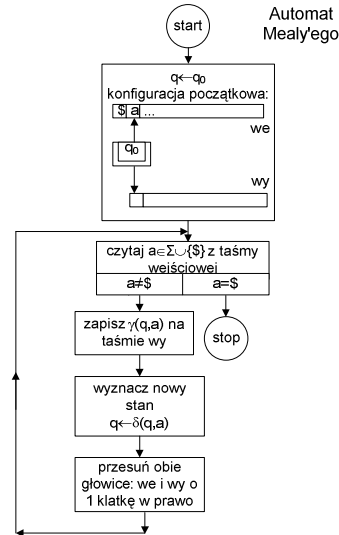 Automat
Mealy'ego
start
q←q₀
konfiguracja początkowa:
$ a ...
we
q₀
wy
czytaj a∈Σ∪{$} z taśmy
wejściowej
a≠$ a=$
zapisz γ(q,a) na
taśmie wy
stop
wyznacz nowy
stan
q←δ(q,a)
przesuń obie
głowice: we i wy o
1 klatkę w prawo